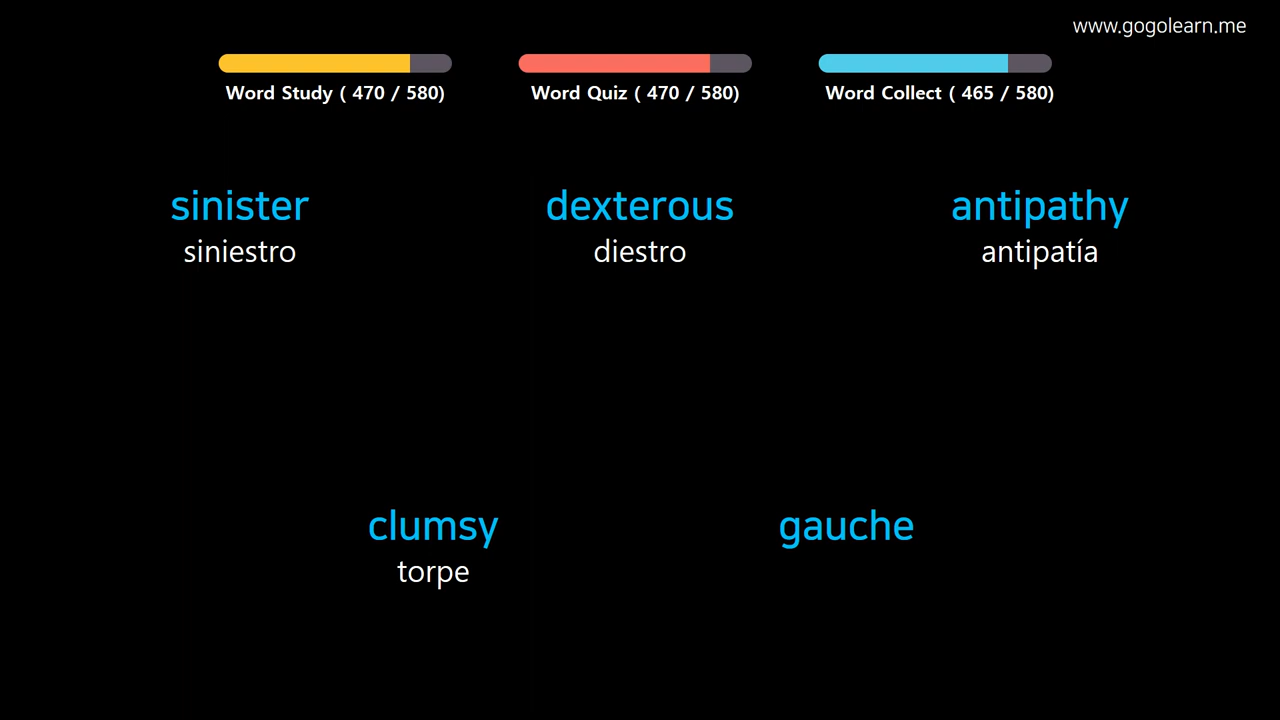 www.gogolearn.me
Word Study ( 470 / 580)
Word Quiz ( 470 / 580)
Word Collect ( 465 / 580)
sinister
siniestro
dexterous
diestro
antipathy
antipatía
clumsy
torpe
gauche